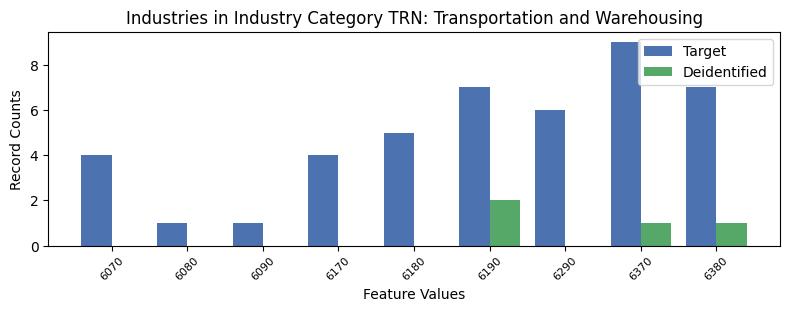 Industries in Industry Category TRN: Transportation and Warehousing
Target
Deidentified
Record Counts
8
6
4
2
0
6070 6080 6090 6170 6180 6190 6290 6370 6380
Feature Values